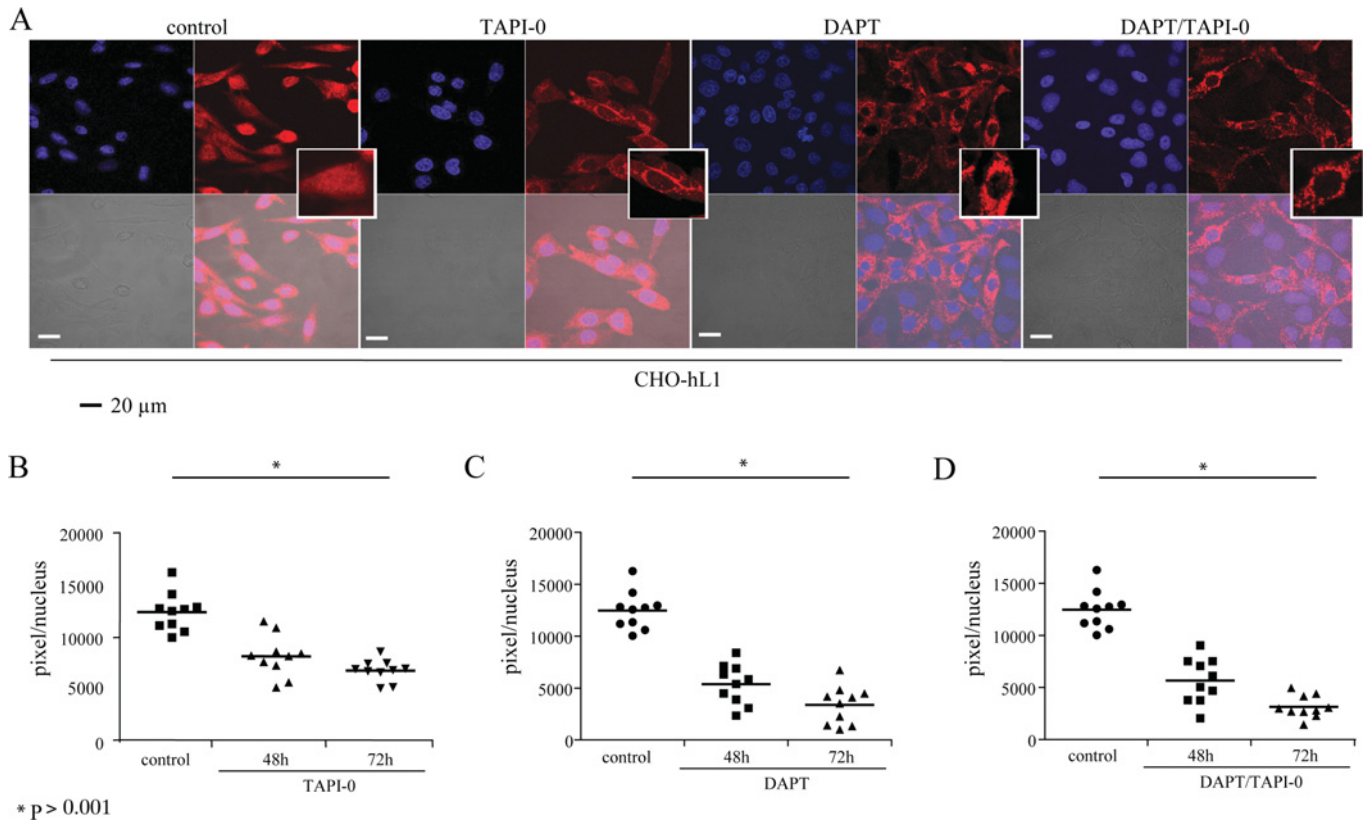 A
control TAPI-0 DAPT DAPT/TAPI-0
CHO-hL1
20 µm
B
*
pixel/nucleus
20000
15000
10000
5000
0
control 48h 72h
TAPI-0
C
*
pixel/nucleus
20000
15000
10000
5000
0
control 48h 72h
DAPT
D
*
pixel/nucleus
20000
15000
10000
5000
0
control 48h 72h
DAPT/TAPI-0
* P > 0.001